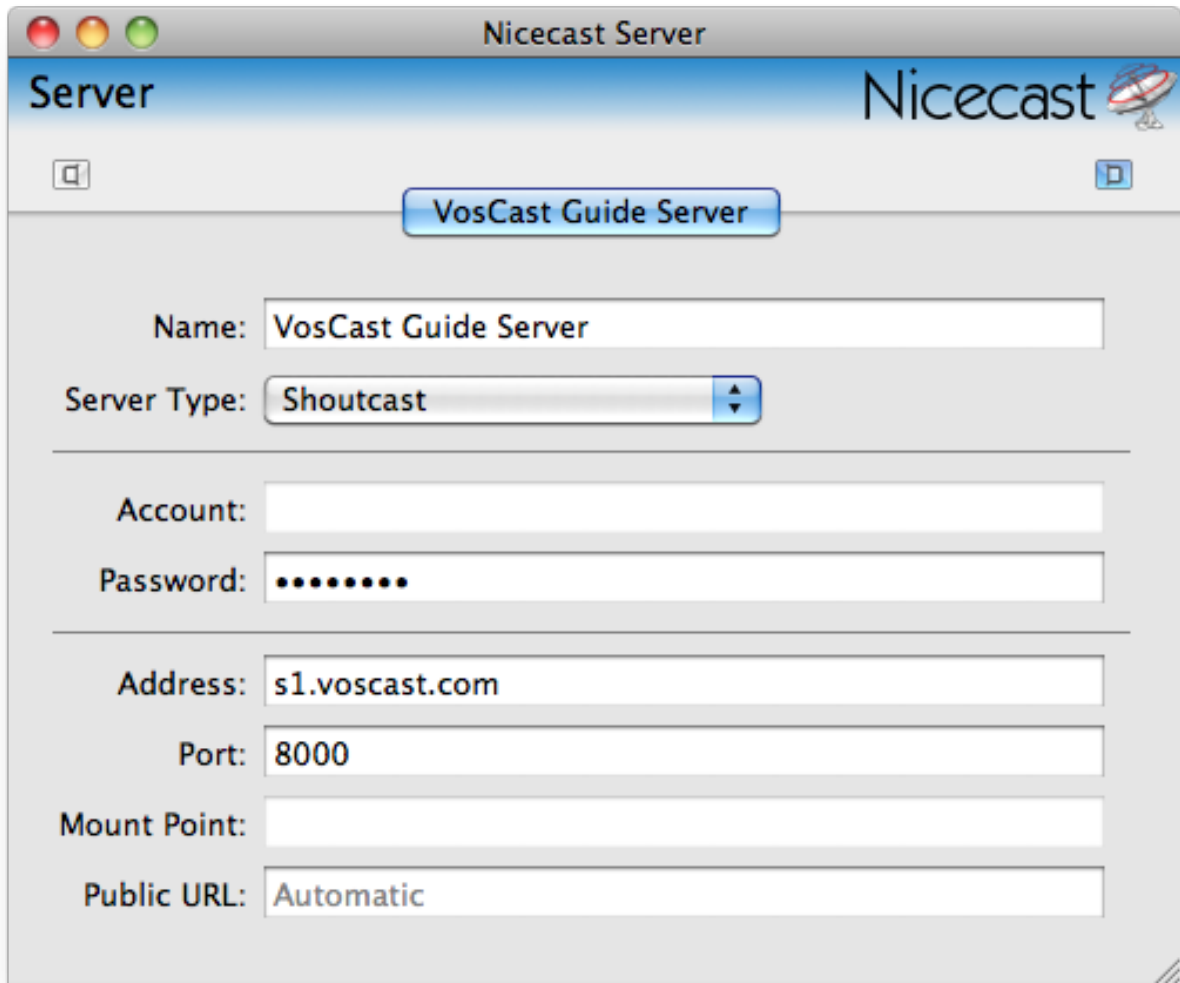 Nicecast Server
Server
Nicecast
VosCast Guide Server
Name: VosCast Guide Server
Server Type: Shoutcast
Account:
Password: ••••••••
Address: s1.voscast.com
Port: 8000
Mount Point:
Public URL: Automatic